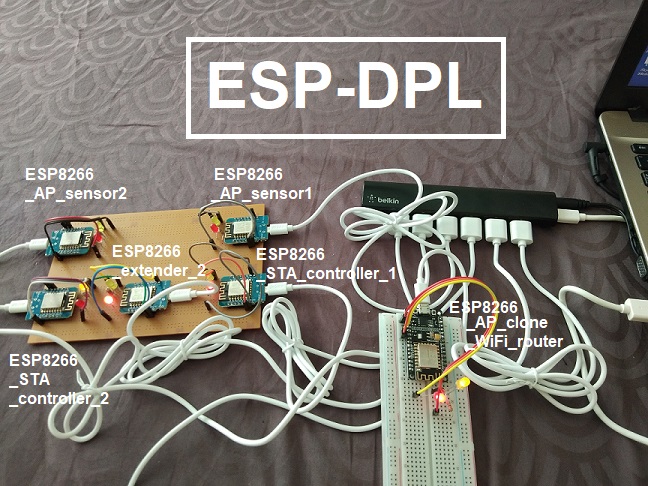 ESP-DPL
ESP8266
_AP_sensor2
ESP8266
_AP_sensor1
ESP8266
_extender_2
ESP8266
_STA_controller_1
belkin
ESP8266
_AP_clone
_WiFi_router
ESP8266
_STA
_controller_2